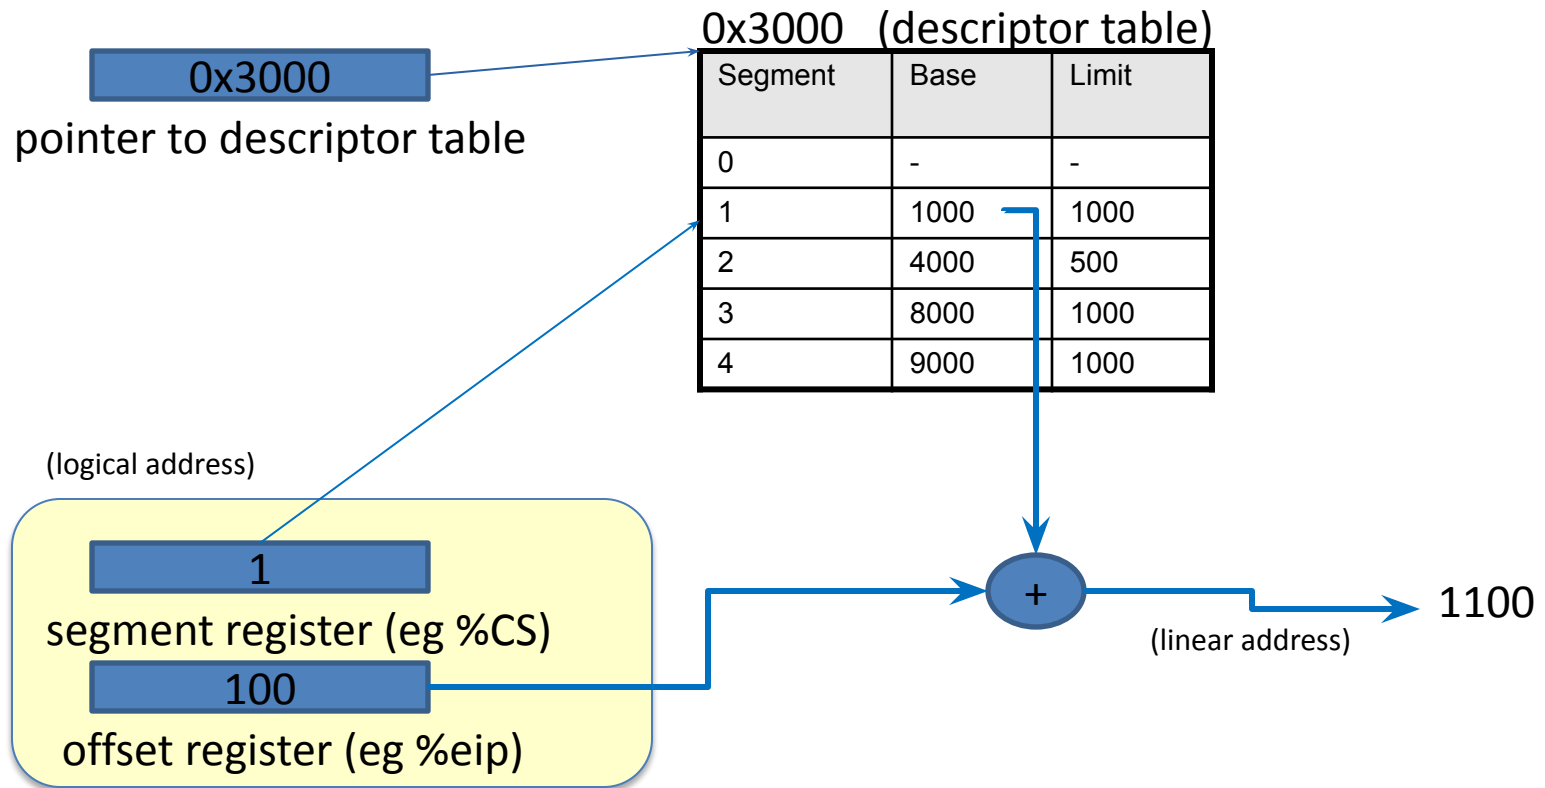 0x3000 (descriptor table)
0x3000
pointer to descriptor table
Segment Base Limit
0 - -
1 1000 1000
2 4000 500
3 8000 1000
4 9000 1000
(logical address)
1
segment register (eg %CS)
100
offset register (eg %eip)
+
(linear address)
1100